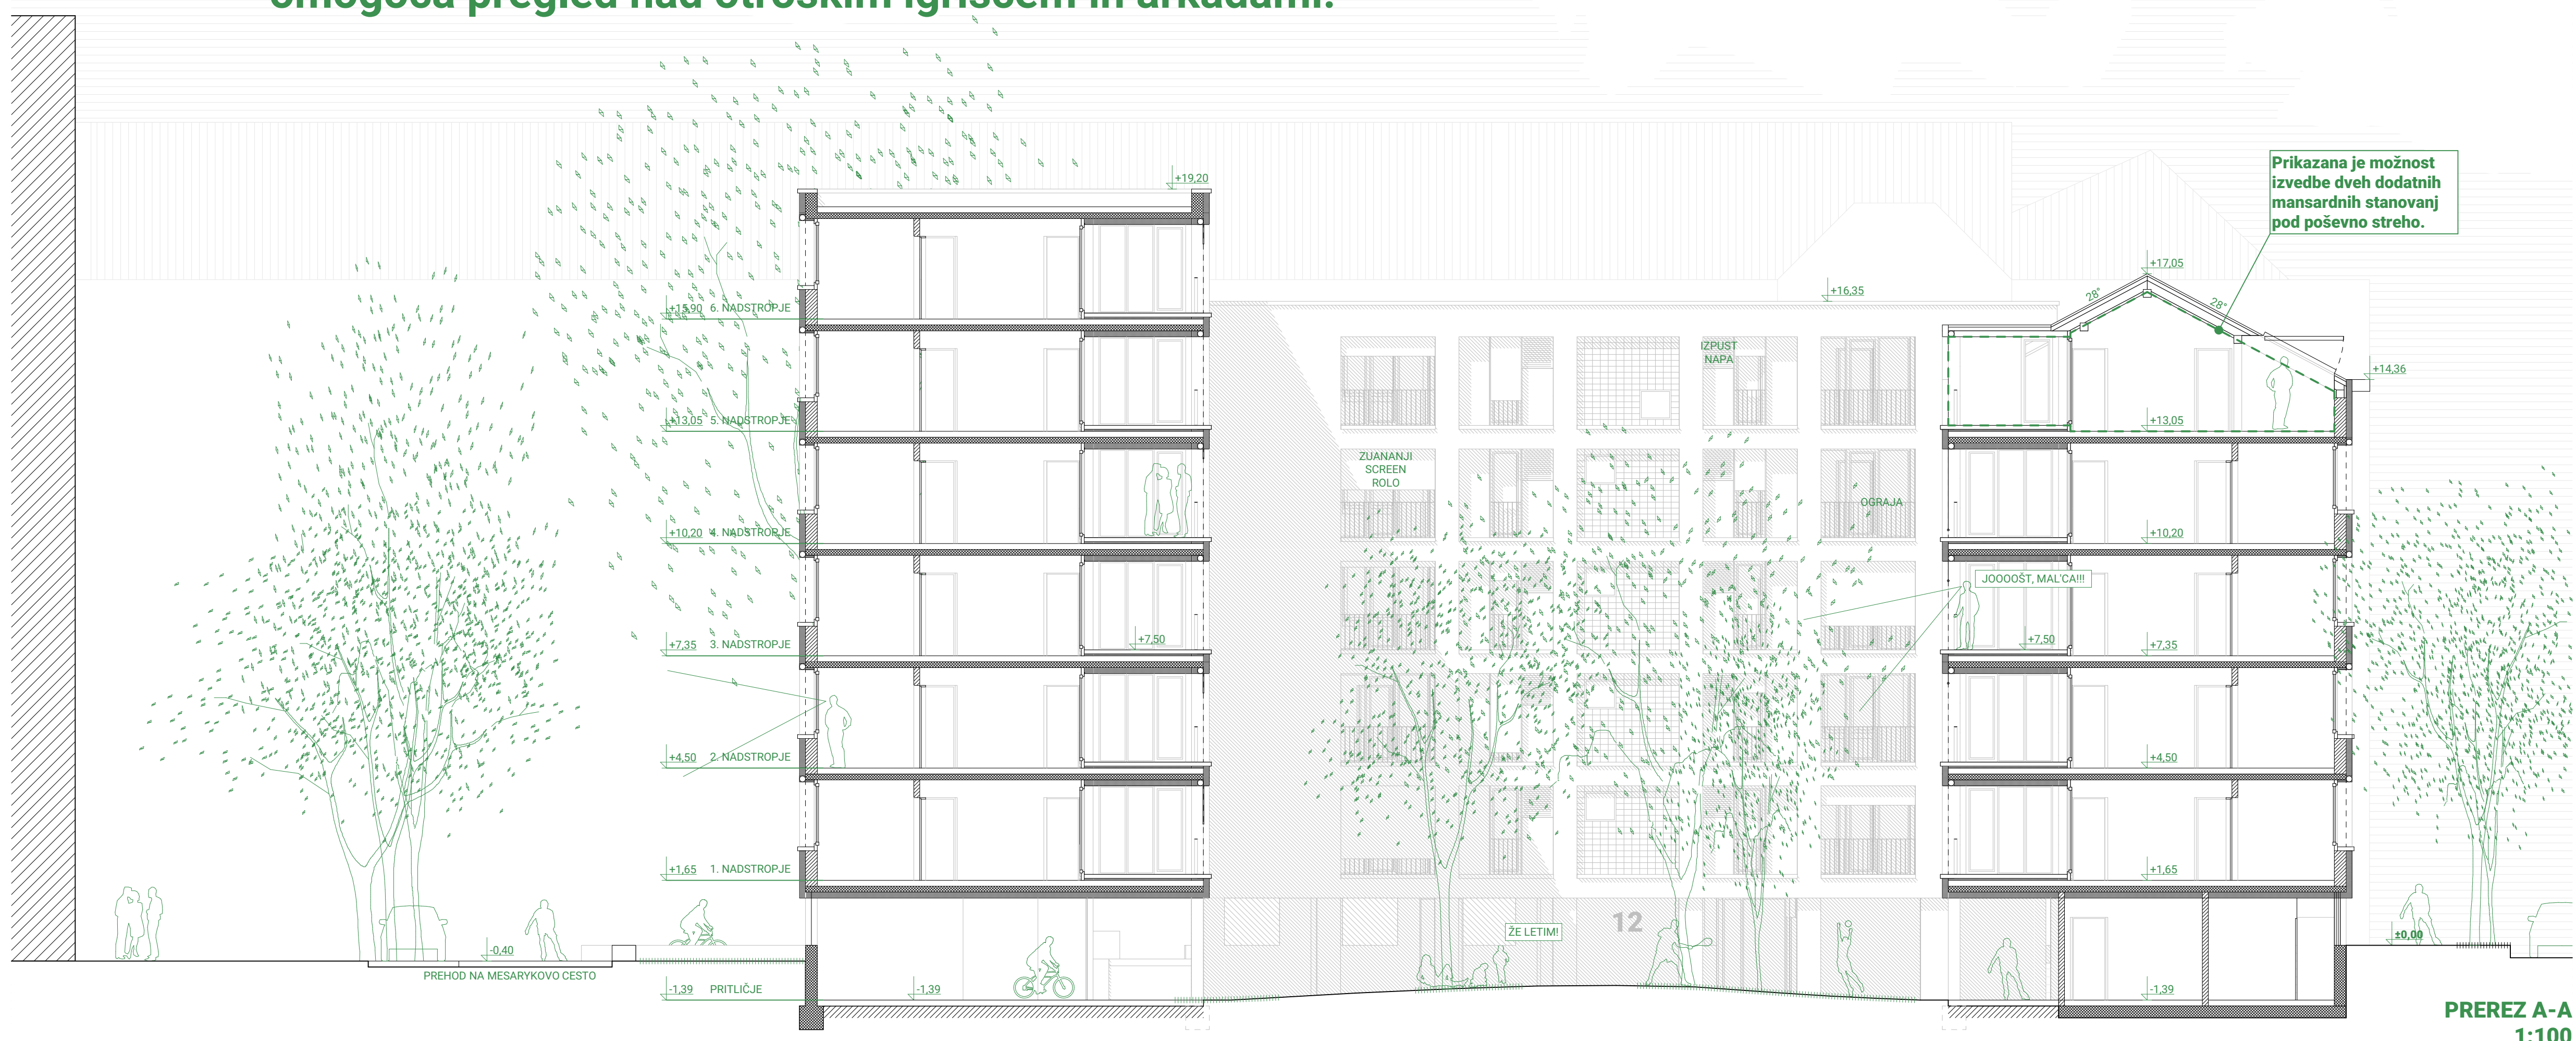 omogoča pregled nad otroškim igriščem in arkadami.
+19,20
Prikazana je možnost
izvedbe dveh dodatnih
mansardnih stanovanj
pod poševno streho.
+17,05
28°
28°
+16,35
+15,90 6. NADSTROPJE
IZPUST
NAPA
+14,36
+13,05 5. NADSTROPJE
+13,05
ZUANANJI
SCREEN
ROLO
OGRAJA
+10,20 4. NADSTROPJE
+10,20
JOOOOŠT, MAL'CA!!!
+7,35 3. NADSTROPJE
+7,50
+7,50
+7,35
+4,50 2. NADSTROPJE
+4,50
+1,65 1. NADSTROPJE
+1,65
12
ŽE LETIM!
±0,00
-0,40
PREHOD NA MESARYKOVO CESTO
-1,39 PRITLIČJE
-1,39
-1,39
PREREZ A-A
1:100